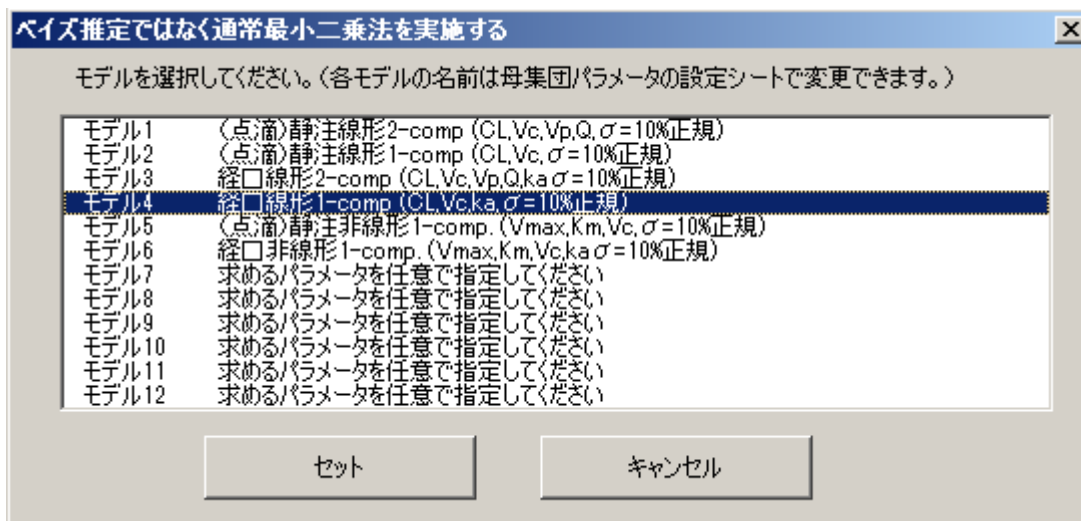 ベイズ推定ではなく通常最小二乗法を実施する
モデルを選択してください。(各モデルの名前は母集団パラメータの設定シートで変更できます。)
モデル1 (点滴)静注線形2-comp (CL,Vc,Vp,Q,σ=10%正規)
モデル2 (点滴)静注線形1-comp (CL,Vc,σ=10%正規)
モデル3 経口線形2-comp (CL,Vc,Vp,Q,kaσ=10%正規)
モデル4 経口線形1-comp (CL,Vc,ka,σ=10%正規)
モデル5 (点滴)静注非線形1-comp. (Vmax,Km,Vc,σ=10%正規)
モデル6 経口非線形1-comp. (Vmax,Km,Vc,kaσ=10%正規)
モデル7 求めるパラメータを任意で指定してください
モデル8 求めるパラメータを任意で指定してください
モデル9 求めるパラメータを任意で指定してください
モデル10 求めるパラメータを任意で指定してください
モデル11 求めるパラメータを任意で指定してください
モデル12 求めるパラメータを任意で指定してください
セット キャンセル